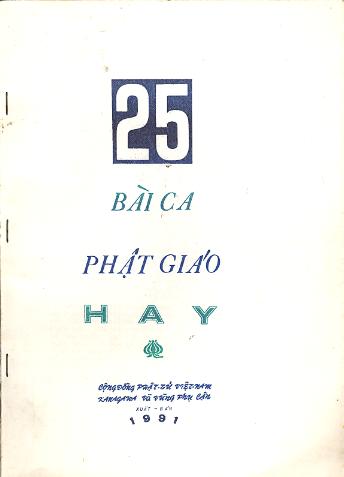 25
BÀI CA
PHẬT GIÁO
HAY
CỘNG ĐỒNG PHẬT-TỬ VIỆT-NAM
KANAGAWA VÀ VÙNG PHỤ CẬN
XUẤT - BẢN
1991